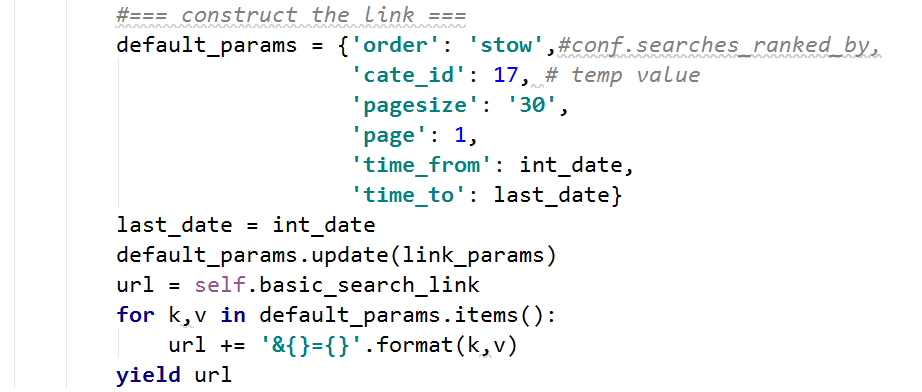 #=== construct the link ===
default_params = {'order': 'stow',#conf.searches_ranked_by,
'cate_id': 17, # temp value
'pagesize': '30',
'page': 1,
'time_from': int_date,
'time_to': last_date}
last_date = int_date
default_params.update(link_params)
url = self.basic_search_link
for k,v in default_params.items():
url += '&{}={}'.format(k,v)
yield url